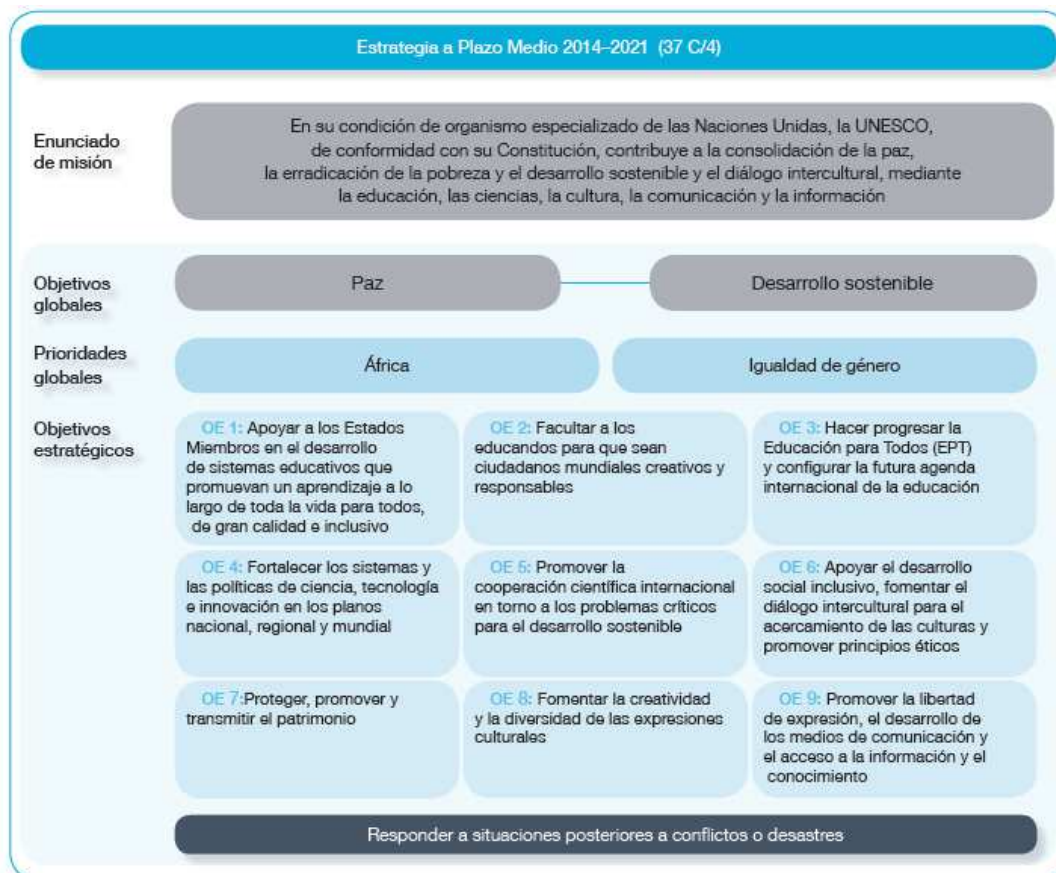 Estrategia a Plazo Medio 2014–2021 (37 C/4)
Enunciado
de misión
En su condición de organismo especializado de las Naciones Unidas, la UNESCO,
de conformidad con su Constitución, contribuye a la consolidación de la paz,
la erradicación de la pobreza y el desarrollo sostenible y el diálogo intercultural, mediante
la educación, las ciencias, la cultura, la comunicación y la información
Objetivos
globales
Paz
Desarrollo sostenible
Prioridades
globales
África
Igualdad de género
Objetivos
estratégicos
OE 1: Apoyar a los Estados
Miembros en el desarrollo
de sistemas educativos que
promuevan un aprendizaje a lo
largo de toda la vida para todos,
de gran calidad e inclusivo
OE 2: Facultar a los
educandos para que sean
ciudadanos mundiales creativos y
responsables
OE 3: Hacer progresar la
Educación para Todos (EPT)
y configurar la futura agenda
internacional de la educación
OE 4: Fortalecer los sistemas y
las políticas de ciencia, tecnología
e innovación en los planos
nacional, regional y mundial
OE 5: Promover la
cooperación científica internacional
en torno a los problemas críticos
para el desarrollo sostenible
OE 6: Apoyar el desarrollo
social inclusivo, fomentar el
diálogo intercultural para el
acercamiento de las culturas y
promover principios éticos
OE 7:Proteger, promover y
transmitir el patrimonio
OE 8: Fomentar la creatividad
y la diversidad de las expresiones
culturales
OE 9: Promover la libertad
de expresión, el desarrollo de
los medios de comunicación y
el acceso a la información y el
conocimiento
Responder a situaciones posteriores a conflictos o desastres